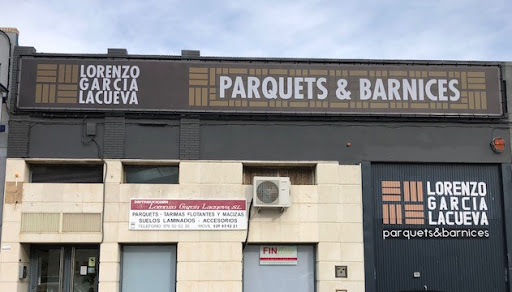 LORENZO
GARCIA
LACUEVA
PARQUETS & BARNICES
Lorenzo García Lacueva, S.L.
PARQUETS - TARIMAS FLOTANTES Y MACIZAS
SUELOS LAMINADOS - ACCESORIOS
FIN
LORENZO
GARCIA
LACUEVA
parquets&barnices